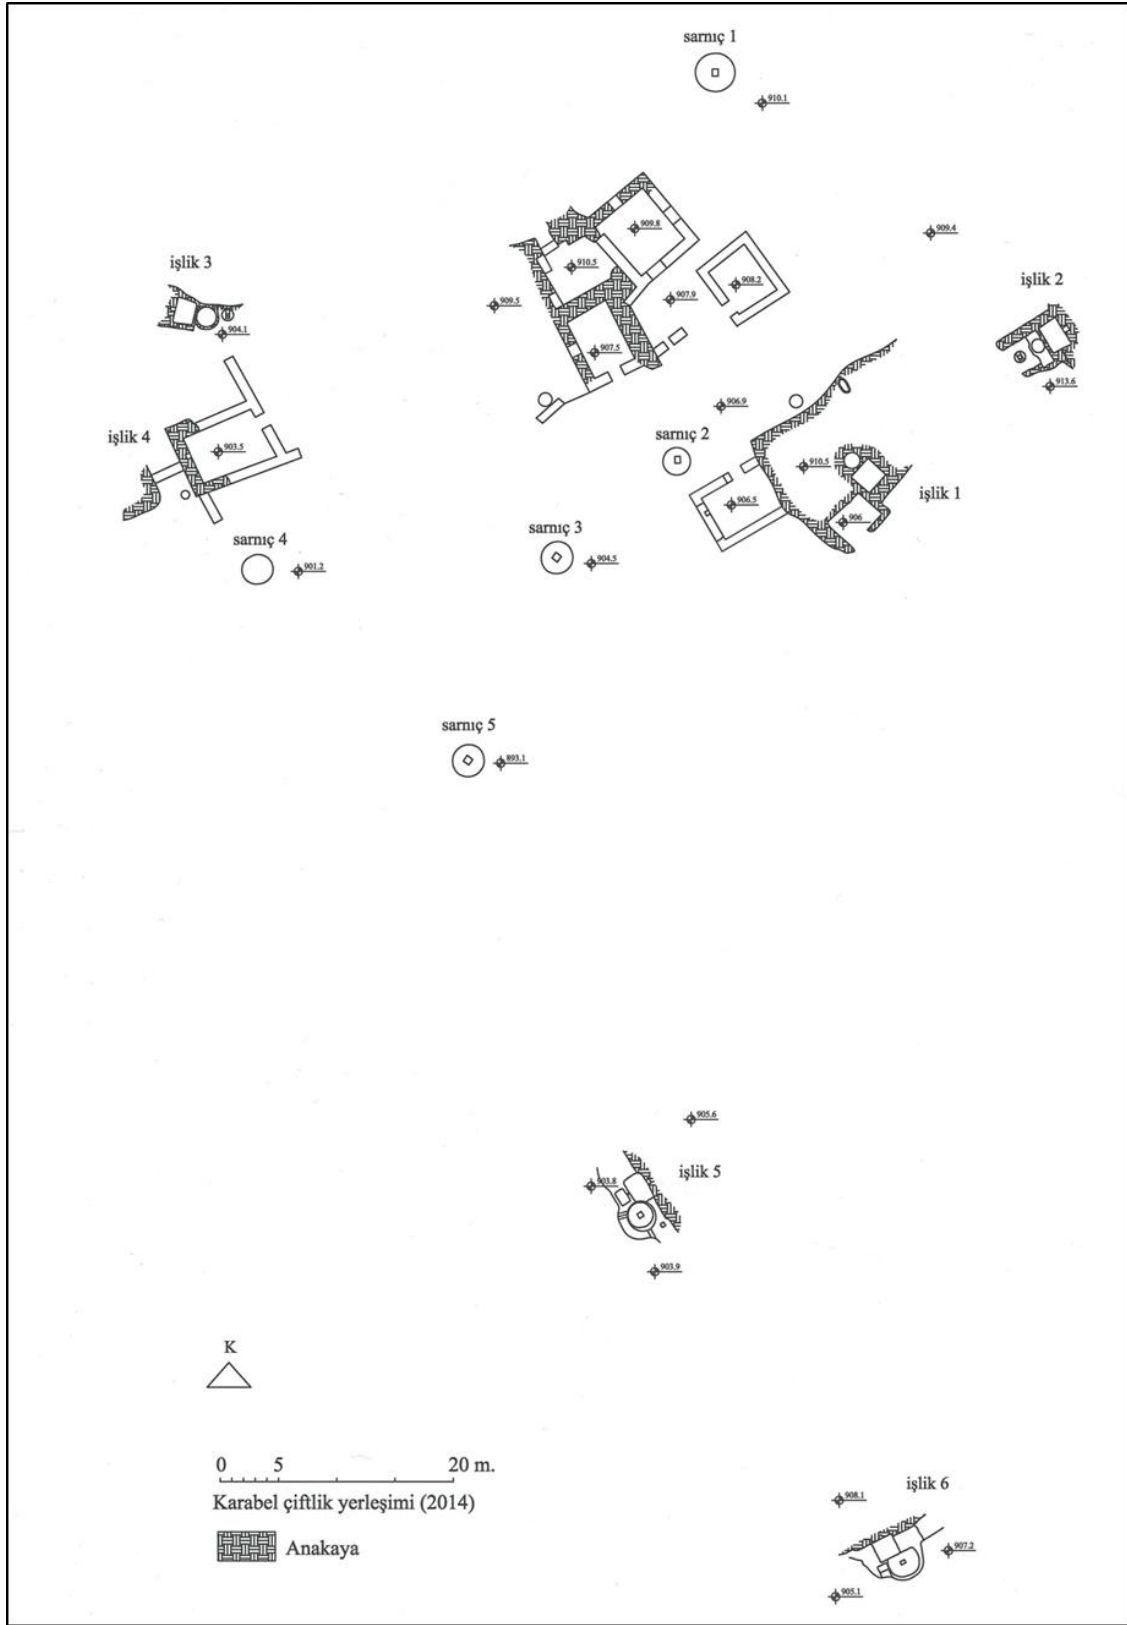 sarnıç 1
910.1
909.8
909.4
işlik 3
910.5
işlik 2
908.2
907.9
909.5
904.1
907.5
913.6
906.9
işlik 4
903.5
sarnıç 2
910.5
işlik 1
906.5
906
sarnıç 3
sarnıç 4
904.5
901.2
sarnıç 5
893.1
905.6
işlik 5
903.8
903.9
K
0 5 20 m.
Karabel çiftlik yerleşimi (2014)
Anakaya
işlik 6
908.1
907.2
905.1